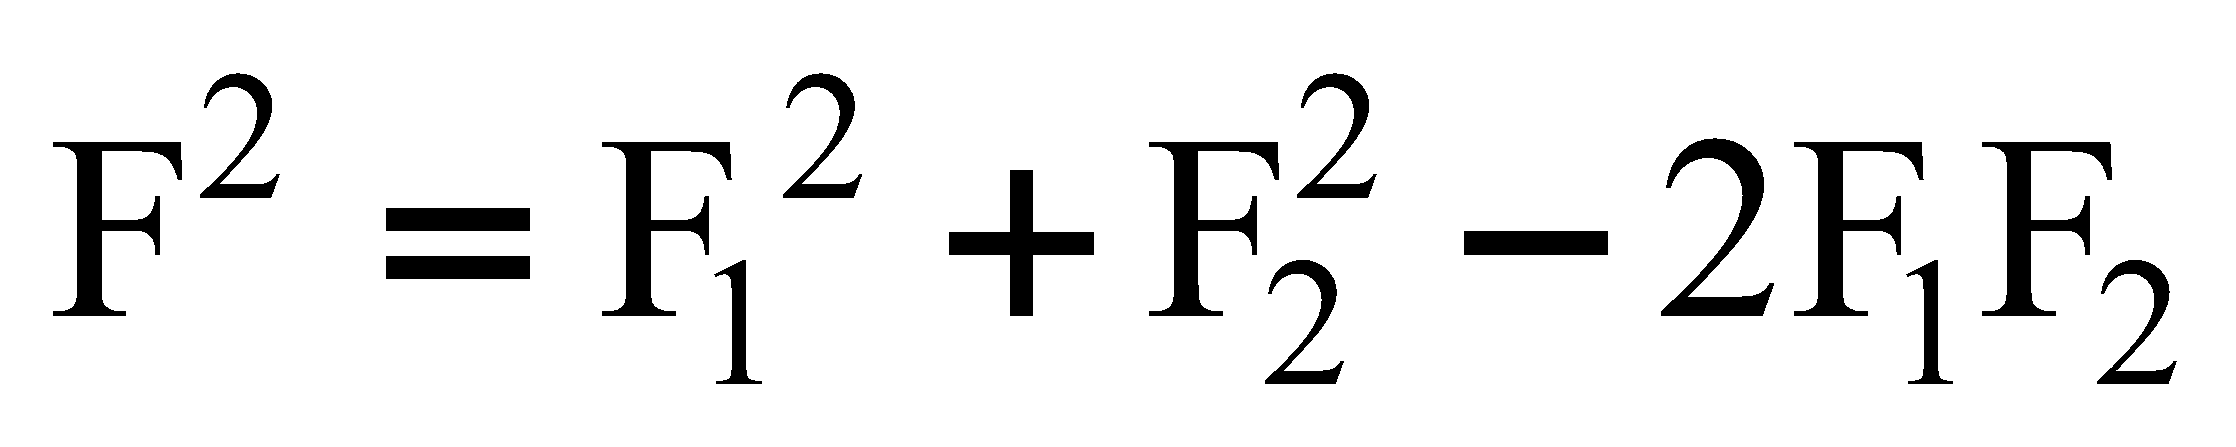 F² = F₁² + F₂² − 2F₁F₂